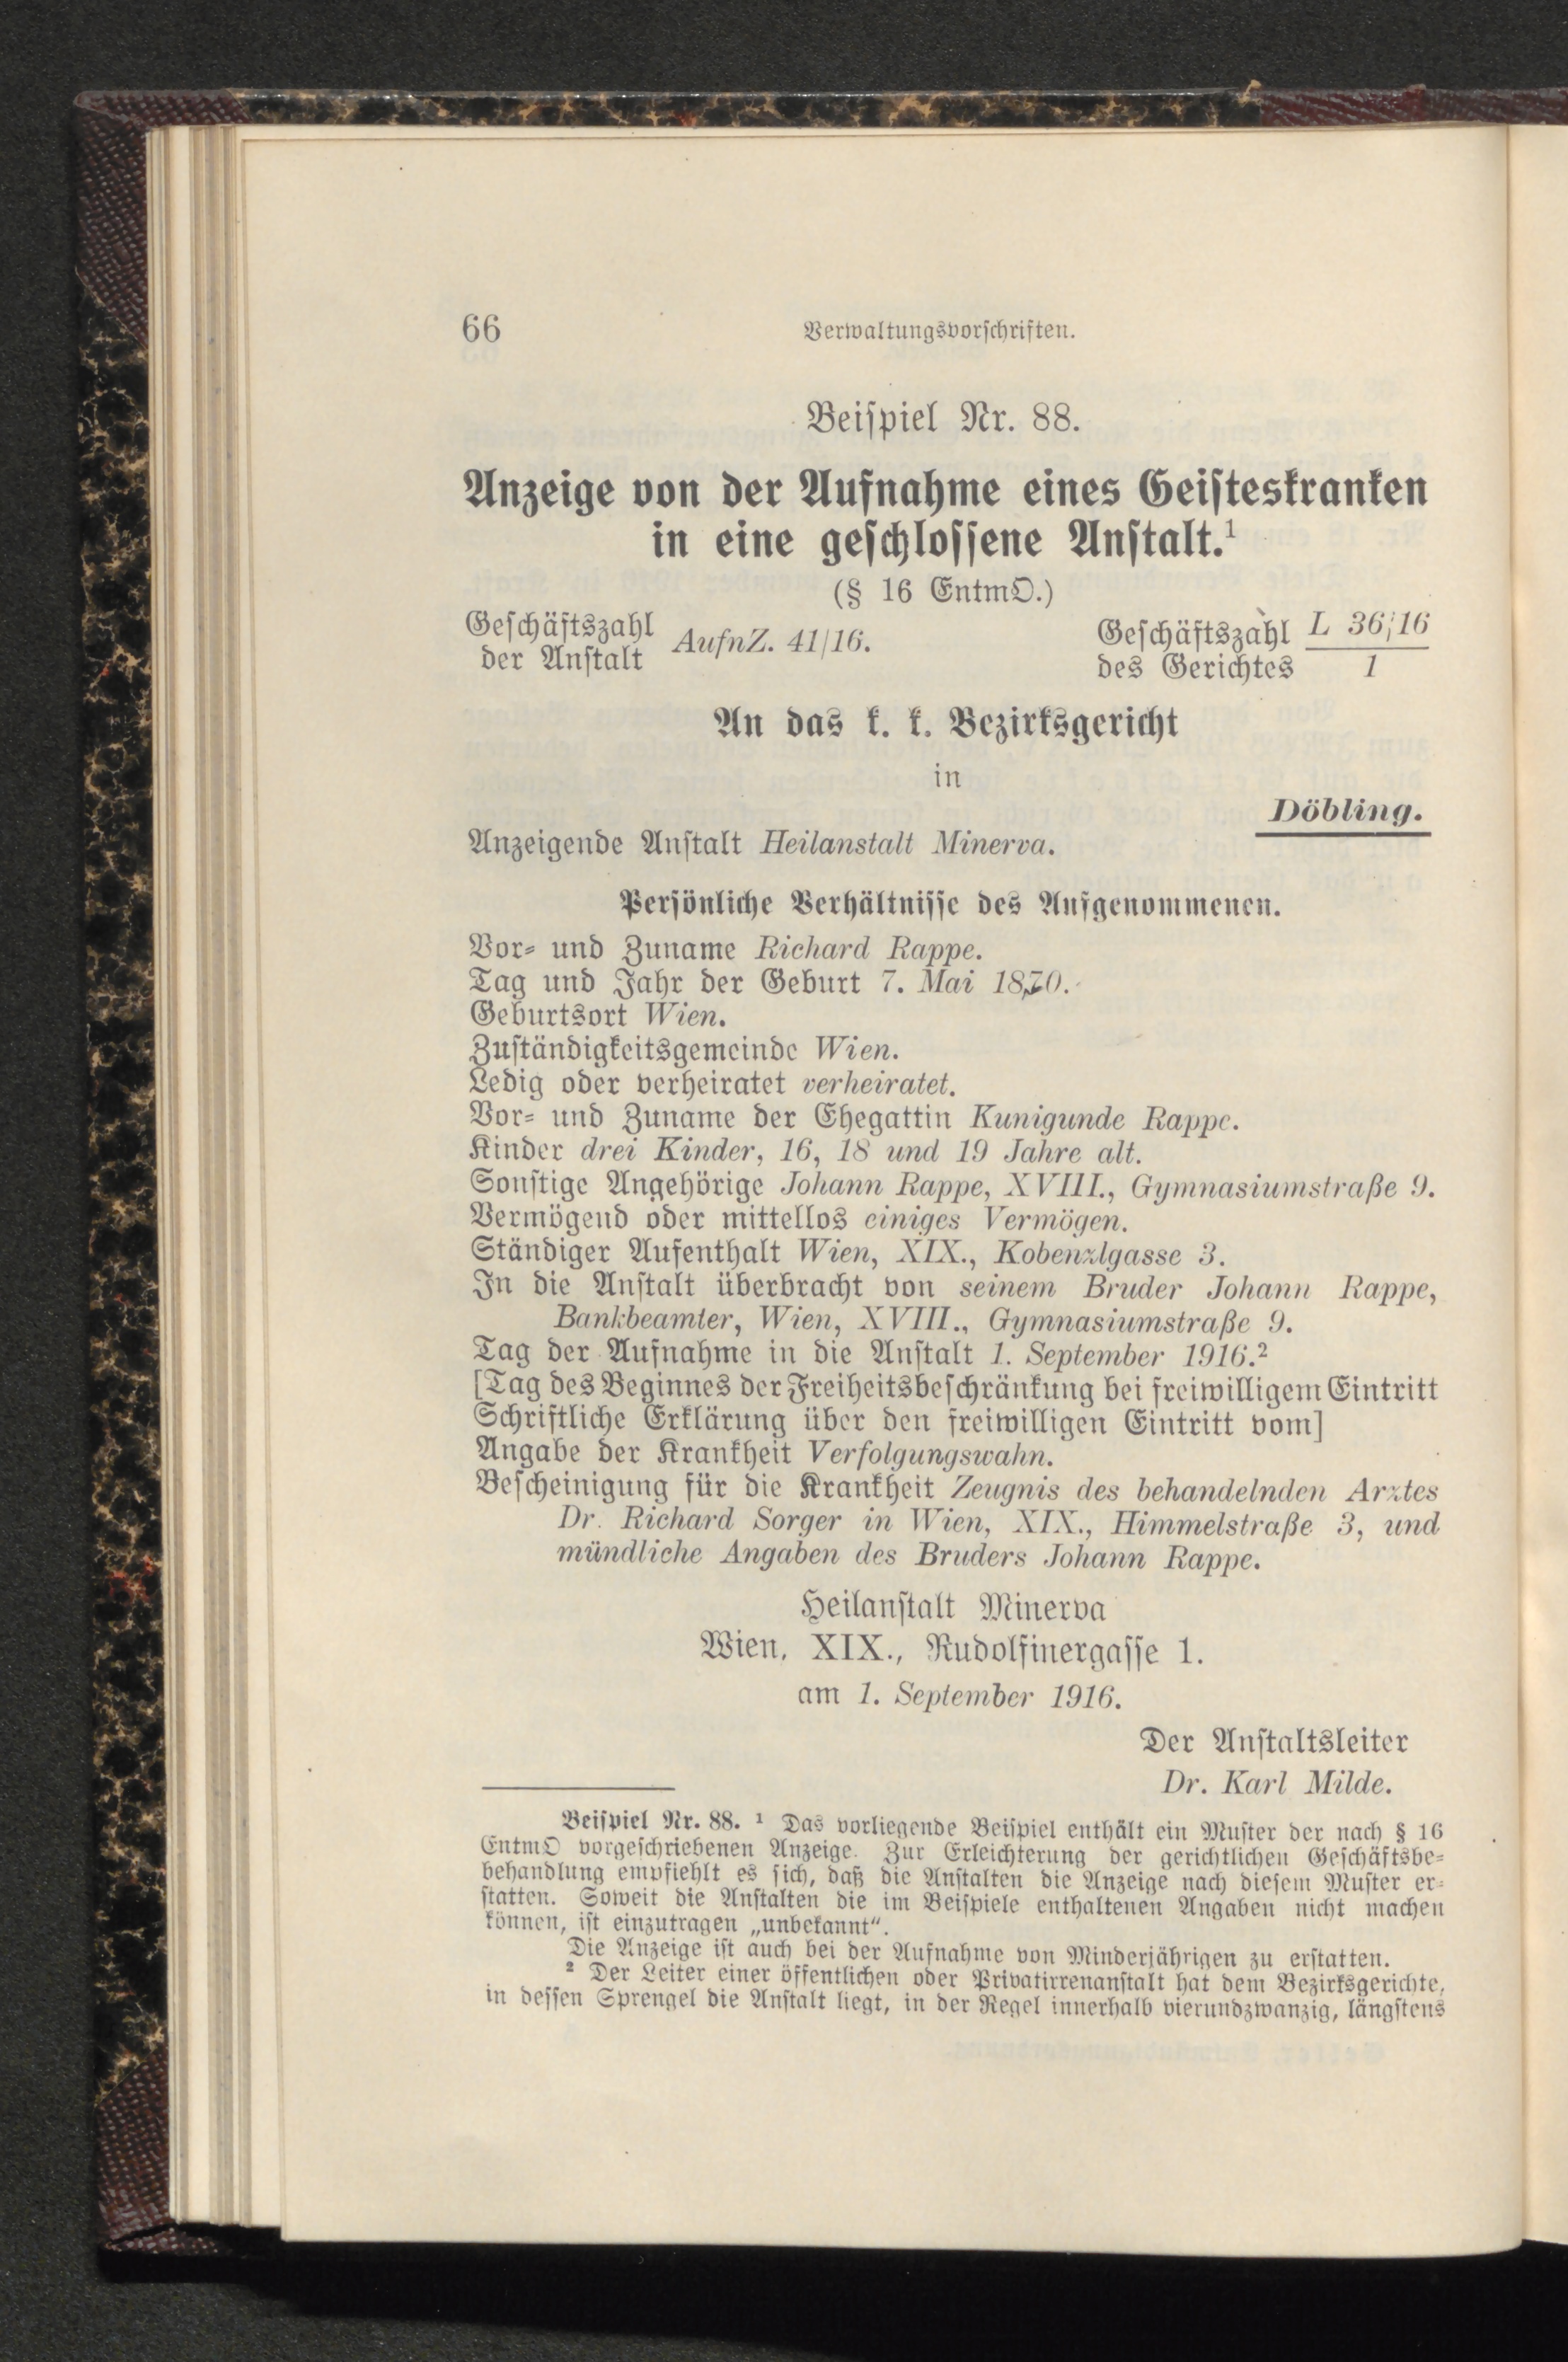 66
Verwaltungsvorschriften.
Beispiel Nr. 88.
Anzeige von der Aufnahme eines Geisteskranken
in eine geschlossene Anstalt.¹
(§ 16 EntmO.)
Geschäftszahl
der Anstalt AufnZ. 41/16.
Geschäftszahl L 36/16
des Gerichtes 1
An das k. k. Bezirksgericht
in
Döbling.
Anzeigende Anstalt Heilanstalt Minerva.
Persönliche Verhältnisse des Aufgenommenen.
Vor- und Zuname Richard Rappe.
Tag und Jahr der Geburt 7. Mai 1870.
Geburtsort Wien.
Zuständigkeitsgemeinde Wien.
Ledig oder verheiratet verheiratet.
Vor- und Zuname der Ehegattin Kunigunde Rappe.
Kinder drei Kinder, 16, 18 und 19 Jahre alt.
Sonstige Angehörige Johann Rappe, XVIII., Gymnasiumstraße 9.
Vermögend oder mittellos einiges Vermögen.
Ständiger Aufenthalt Wien, XIX., Kobenzlgasse 3.
In die Anstalt überbracht von seinem Bruder Johann Rappe,
Bankbeamter, Wien, XVIII., Gymnasiumstraße 9.
Tag der Aufnahme in die Anstalt 1. September 1916.²
[Tag des Beginnes der Freiheitsbeschränkung bei freiwilligem Eintritt
Schriftliche Erklärung über den freiwilligen Eintritt vom]
Angabe der Krankheit Verfolgungswahn.
Bescheinigung für die Krankheit Zeugnis des behandelnden Arztes
Dr. Richard Sorger in Wien, XIX., Himmelstraße 3, und
mündliche Angaben des Bruders Johann Rappe.
Heilanstalt Minerva
Wien, XIX., Rudolfinergasse 1.
am 1. September 1916.
Der Anstaltsleiter
Dr. Karl Milde.
Beispiel Nr. 88. ¹ Das vorliegende Beispiel enthält ein Muster der nach § 16
EntmO vorgeschriebenen Anzeige. Zur Erleichterung der gerichtlichen Geschäftsbe-
behandlung empfiehlt es sich, daß die Anstalten die Anzeige nach diesem Muster er-
statten. Soweit die Anstalten die im Beispiele enthaltenen Angaben nicht machen
können, ist einzutragen „unbekannt“.
Die Anzeige ist auch bei der Aufnahme von Minderjährigen zu erstatten.
² Der Leiter einer öffentlichen oder Privatirrenanstalt hat dem Bezirksgerichte,
in dessen Sprengel die Anstalt liegt, in der Regel innerhalb vierundzwanzig, längstens